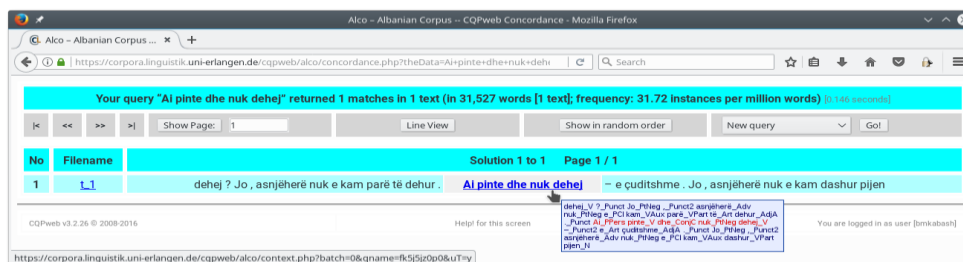 Alco – Albanian Corpus -- CQPweb Concordance - Mozilla Firefox
Alco – Albanian Corpus ... × +
https://corpora.linguistik.uni-erlangen.de/cqpweb/alco/concordance.php?theData=Ai+pinte+dhe+nuk+dehe Search
Your query “Ai pinte dhe nuk dehej” returned 1 matches in 1 text (in 31,527 words [1 text]; frequency: 31.72 instances per million words) [0.146 seconds]
|< << >> >| Show Page: 1 Line View Show in random order New query Go!
No Filename Solution 1 to 1 Page 1 / 1
1 t_1 dehej ? Jo , asnjëherë nuk e kam parë të dehur . Ai pinte dhe nuk dehej – e çuditshme . Jo , asnjëherë nuk e kam dashur pijen
dehej_V ?_Punct Jo_PtNeg ,_Punct2 asnjëherë_Adv
nuk_PtNeg e_PCl kam_VAux parë_VPart të_Art dehur_AdjA
._Punct Ai_PPers pinte_V dhe_ConjC nuk_PtNeg dehej_V
–_Punct2 e_Art çuditshme_AdjA ._Punct Jo_PtNeg ,_Punct2
asnjëherë_Adv nuk_PtNeg e_PCl kam_VAux dashur_VPart
pijen_N
CQPweb v3.2.26 © 2008-2016 Help! for this screen You are logged in as user [bmkabash]
https://corpora.linguistik.uni-erlangen.de/cqpweb/alco/context.php?batch=0&qname=fk5j5jz0p0&uT=y